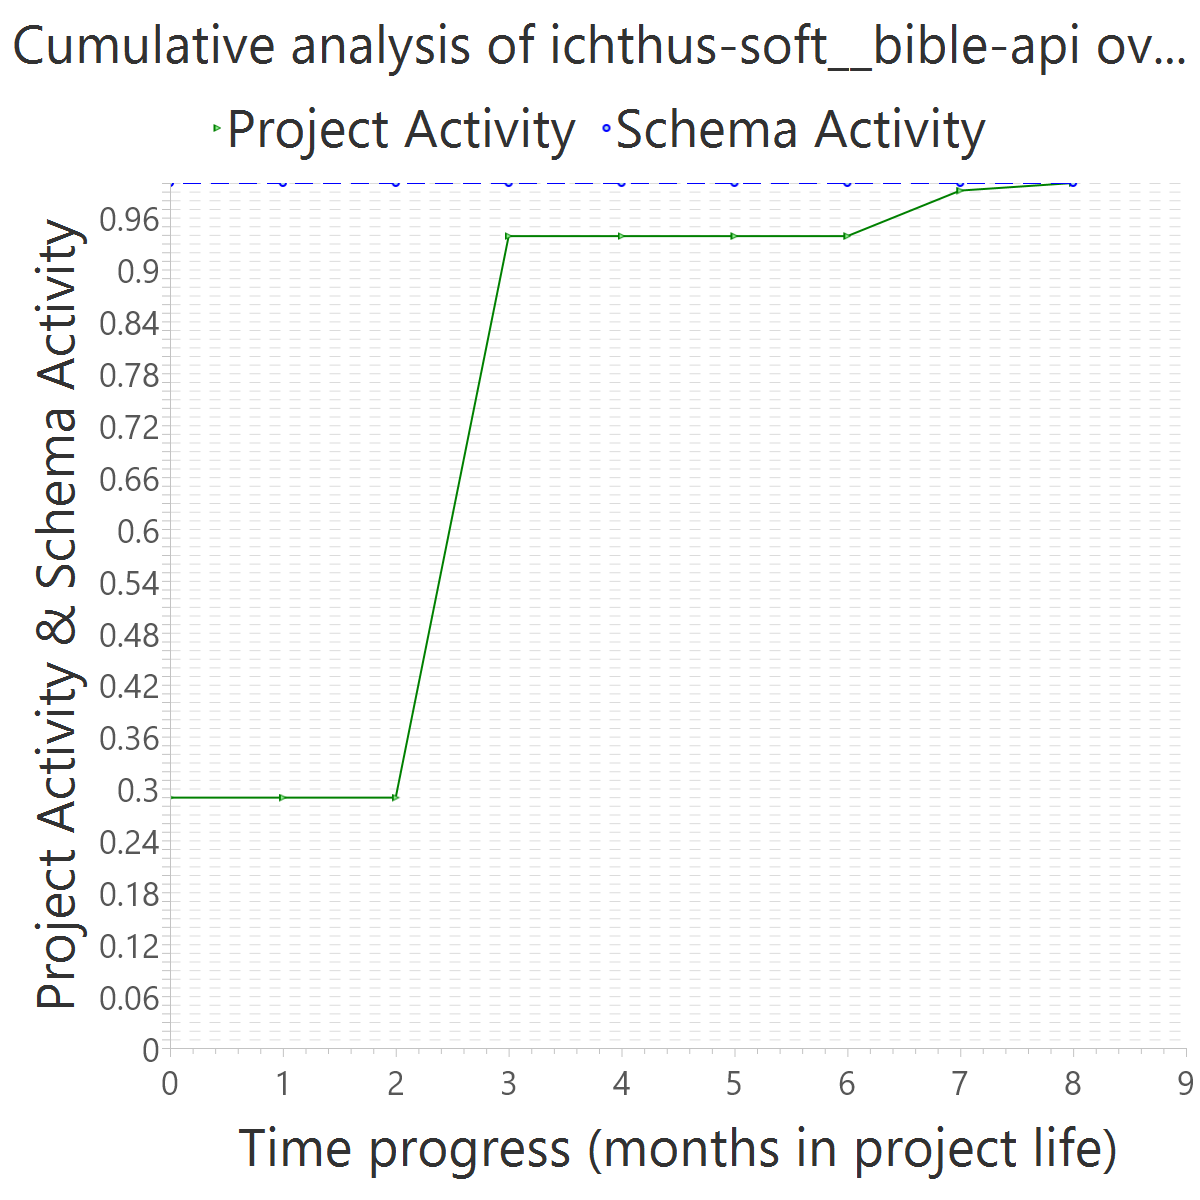 Cumulative analysis of ichthus-soft__bible-api ov...
Project Activity
Schema Activity
Project Activity & Schema Activity
0.96
0.9
0.84
0.78
0.72
0.66
0.6
0.54
0.48
0.42
0.36
0.3
0.24
0.18
0.12
0.06
0
0 1 2 3 4 5 6 7 8 9
Time progress (months in project life)